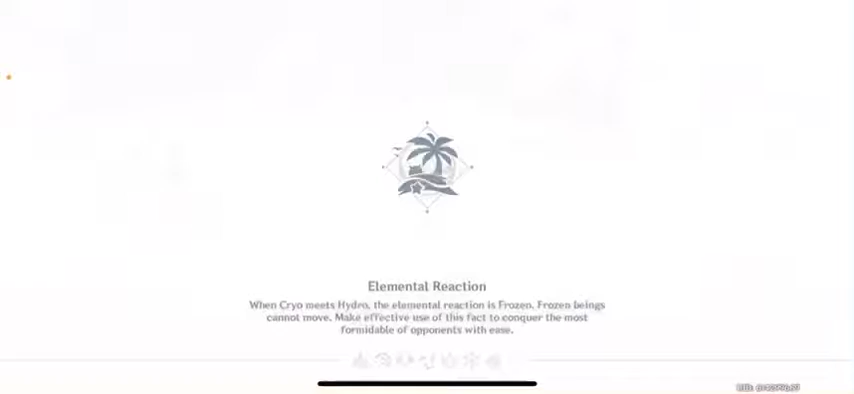 Elemental Reaction
When Cryo meets Hydro, the elemental reaction is Frozen. Frozen beings
cannot move. Make effective use of this fact to conquer the most
formidable of opponents with ease.